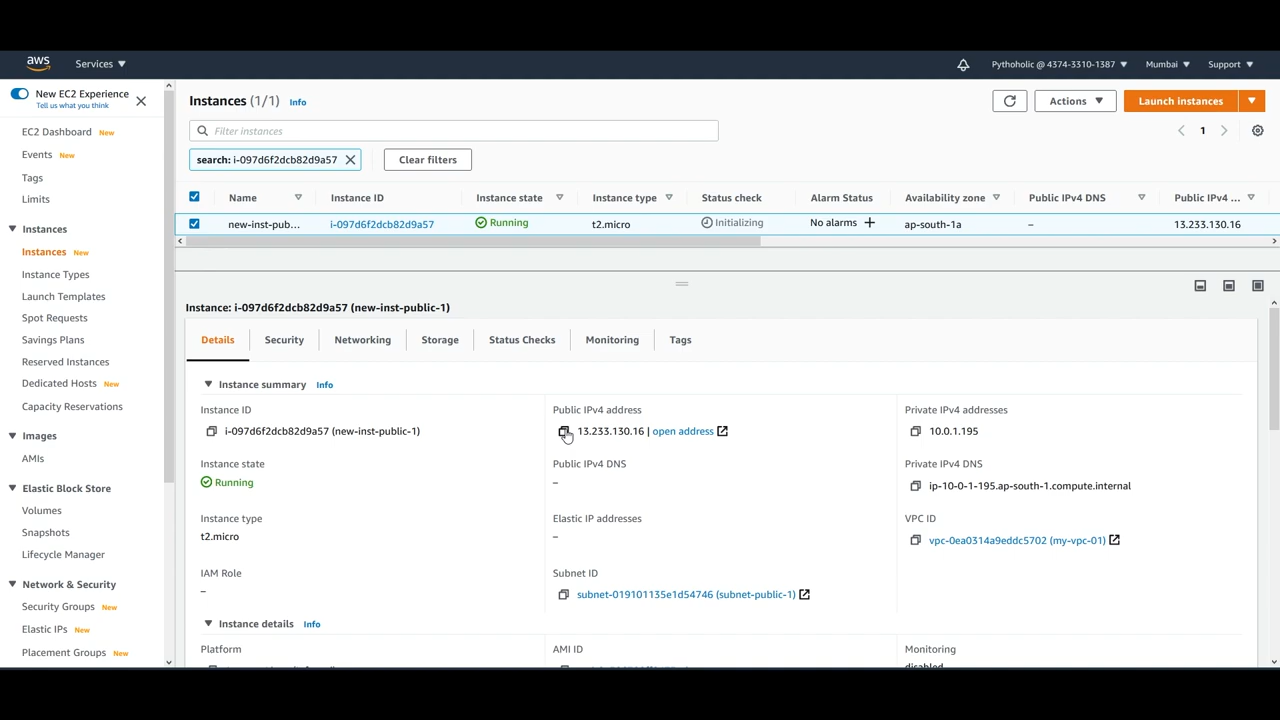 aws Services Pythoholic @ 4374-3310-1387 Mumbai Support
New EC2 Experience
Tell us what you think
EC2 Dashboard New
Events New
Tags
Limits
Instances
Instances New
Instance Types
Launch Templates
Spot Requests
Savings Plans
Reserved Instances
Dedicated Hosts New
Capacity Reservations
Images
AMIs
Elastic Block Store
Volumes
Snapshots
Lifecycle Manager
Network & Security
Security Groups New
Elastic IPs New
Placement Groups New
Instances (1/1) Info Actions Launch instances
Filter instances 1
search: i-097d6f2dcb82d9a57 Clear filters
Name Instance ID Instance state Instance type Status check Alarm Status Availability zone Public IPv4 DNS Public IPv4 ...
new-inst-pub... i-097d6f2dcb82d9a57 Running t2.micro Initializing No alarms + ap-south-1a – 13.233.130.16
Instance: i-097d6f2dcb82d9a57 (new-inst-public-1)
Details Security Networking Storage Status Checks Monitoring Tags
Instance summary Info
Instance ID Public IPv4 address Private IPv4 addresses
i-097d6f2dcb82d9a57 (new-inst-public-1) 13.233.130.16 | open address 10.0.1.195
Instance state Public IPv4 DNS Private IPv4 DNS
Running – ip-10-0-1-195.ap-south-1.compute.internal
Instance type Elastic IP addresses VPC ID
t2.micro – vpc-0ea0314a9eddc5702 (my-vpc-01)
IAM Role Subnet ID
– subnet-019101135e1d54746 (subnet-public-1)
Instance details Info
Platform AMI ID Monitoring
disabled